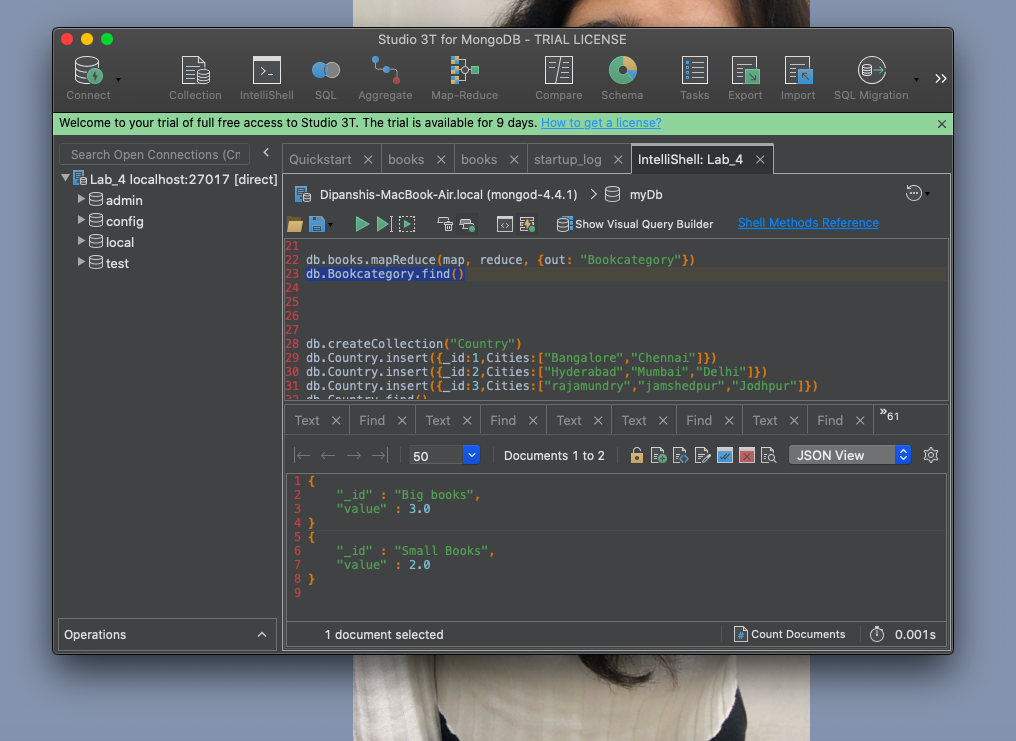 Studio 3T for MongoDB - TRIAL LICENSE
Connect Collection IntelliShell SQL Aggregate Map-Reduce Compare Schema Tasks Export Import SQL Migration »
Welcome to your trial of full free access to Studio 3T. The trial is available for 9 days. How to get a license?
Search Open Connections (Cr
Lab_4 localhost:27017 [direct]
admin
config
local
test
Operations
Quickstart books books startup_log IntelliShell: Lab_4
Dipanshis-MacBook-Air.local (mongod-4.4.1) > myDb
Show Visual Query Builder Shell Methods Reference
21
22 db.books.mapReduce(map, reduce, {out: "Bookcategory"})
23 db.Bookcategory.find()
24
25
26
27
28 db.createCollection("Country")
29 db.Country.insert({_id:1,Cities:["Bangalore","Chennai"]})
30 db.Country.insert({_id:2,Cities:["Hyderabad","Mumbai","Delhi"]})
31 db.Country.insert({_id:3,Cities:["rajamundry","jamshedpur","Jodhpur"]})
32 db.Country.find()
Text Find Text Find Text Text Find Text Find »61
50 Documents 1 to 2 JSON View
1 {
2 "_id" : "Big books",
3 "value" : 3.0
4 }
5 {
6 "_id" : "Small Books",
7 "value" : 2.0
8 }
9
1 document selected Count Documents 0.001s